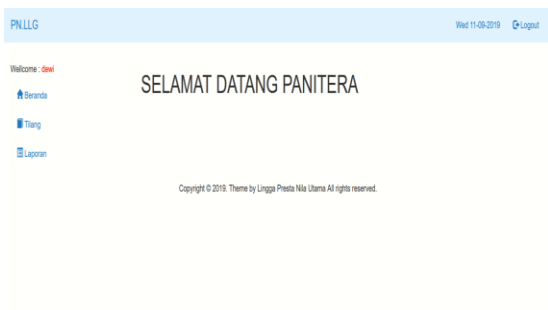 PN.LLG
Wed 11-09-2019 Logout
Wellcome : dewi
SELAMAT DATANG PANITERA
Beranda
Tilang
Laporan
Copyright © 2019. Theme by Lingga Presta Nila Utama All rights reserved.